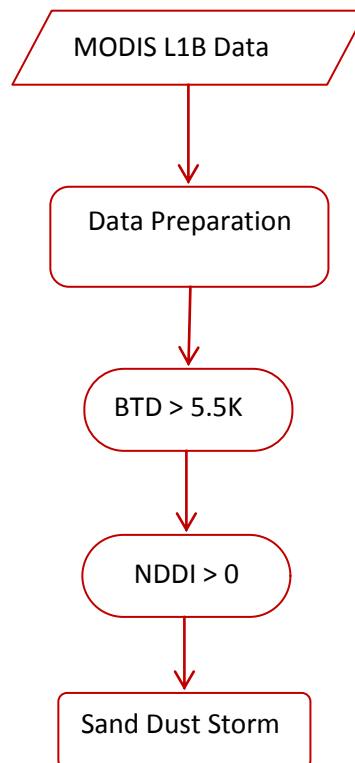 MODIS L1B Data
Data Preparation
BTD > 5.5K
NDDI > 0
Sand Dust Storm